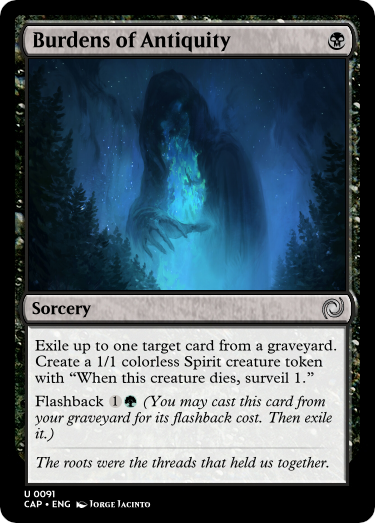 Burdens of Antiquity
Sorcery
Exile up to one target card from a graveyard.
Create a 1/1 colorless Spirit creature token
with “When this creature dies, surveil 1.”
Flashback 1 (You may cast this card from
your graveyard for its flashback cost. Then exile
it.)
The roots were the threads that held us together.
U 0091
CAP • ENG Jorge Jacinto